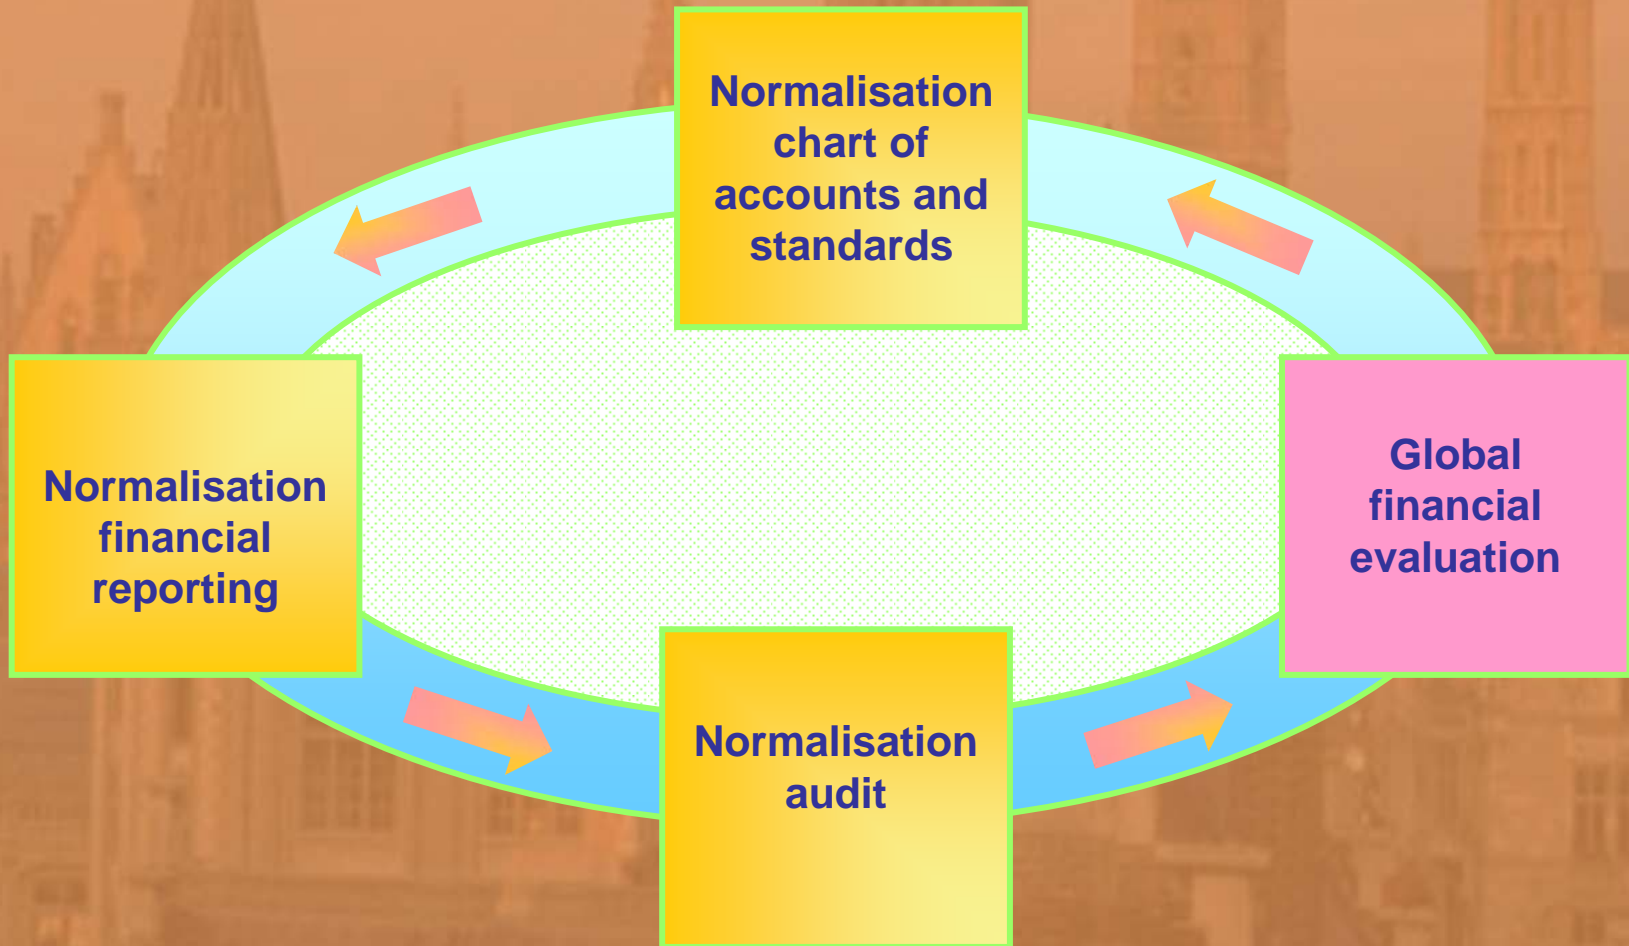 Normalisation
chart of
accounts and
standards
Normalisation
financial
reporting
Global
financial
evaluation
Normalisation
audit